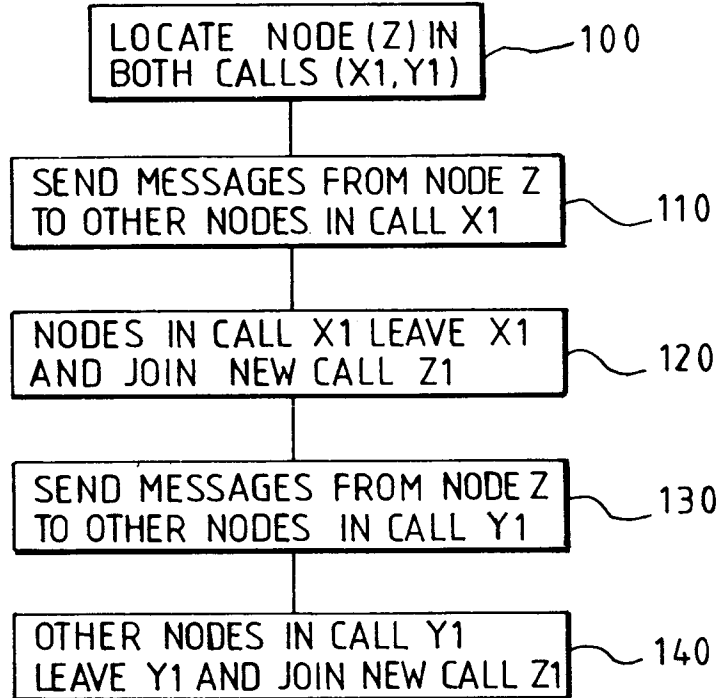 LOCATE NODE (Z) IN
BOTH CALLS (X1,Y1)
100
SEND MESSAGES FROM NODE Z
TO OTHER NODES IN CALL X1
110
NODES IN CALL X1 LEAVE X1
AND JOIN NEW CALL Z1
120
SEND MESSAGES FROM NODE Z
TO OTHER NODES IN CALL Y1
130
OTHER NODES IN CALL Y1
LEAVE Y1 AND JOIN NEW CALL Z1
140